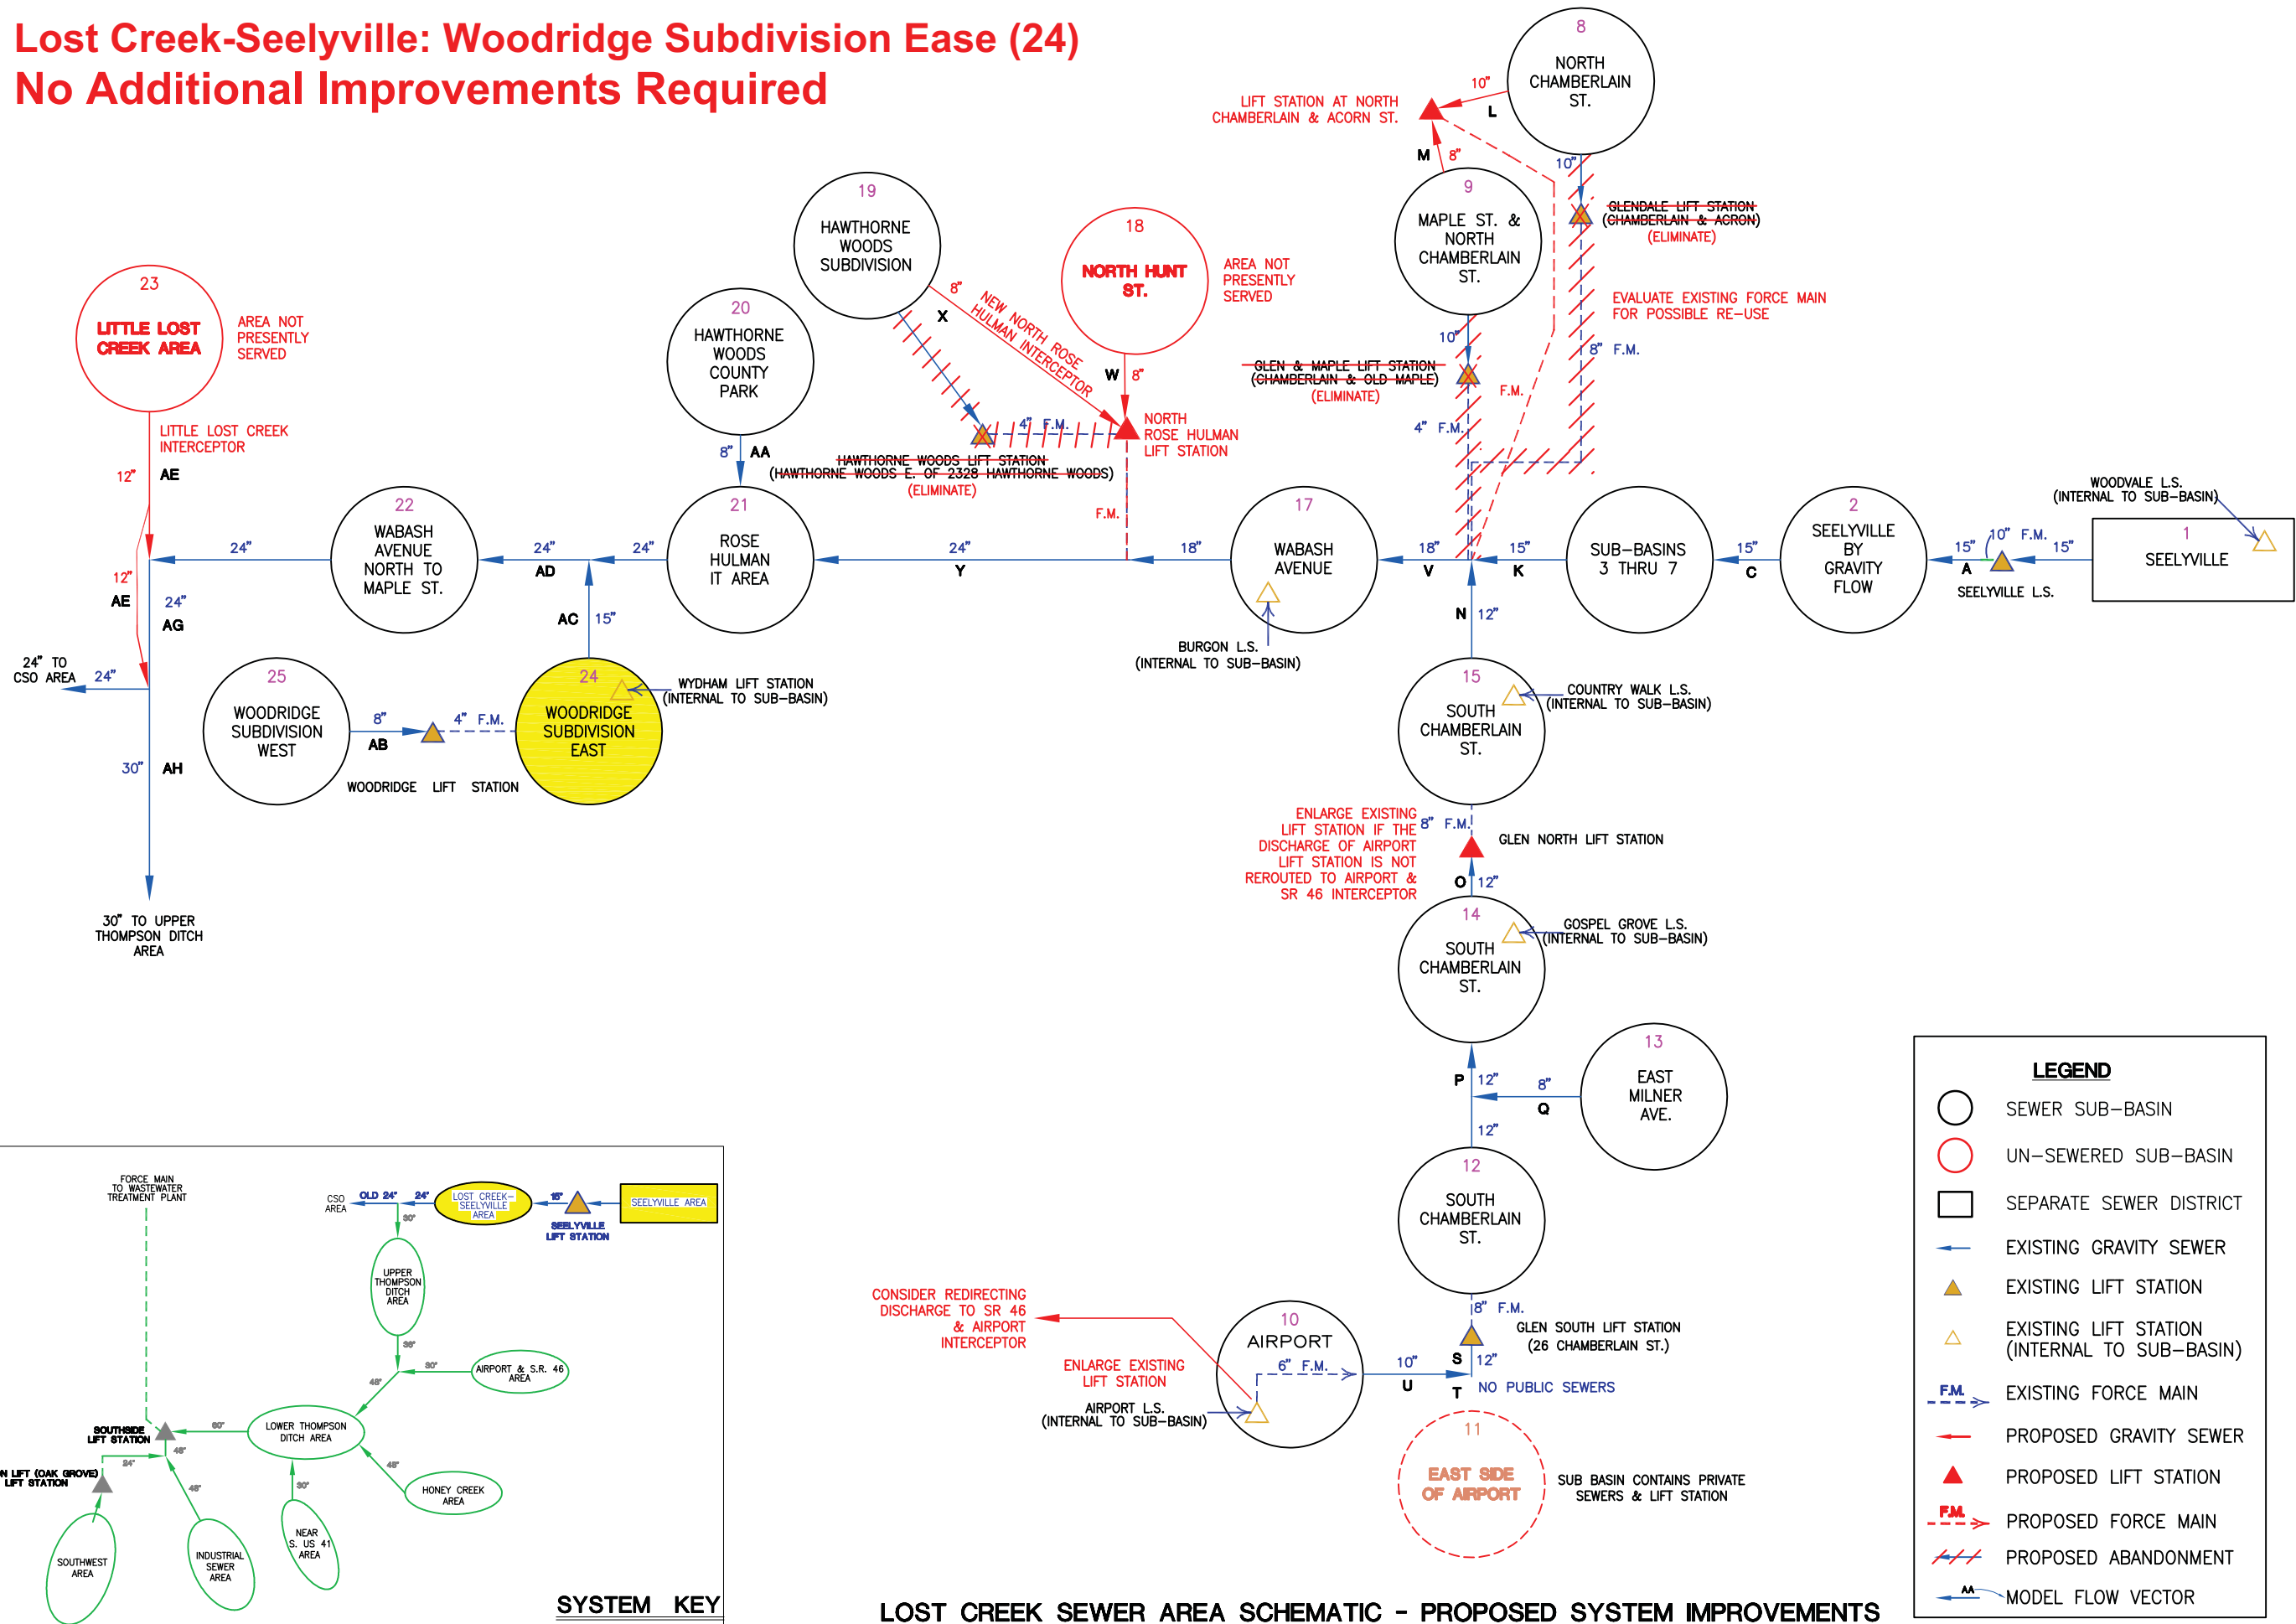 Lost Creek-Seelyville: Woodridge Subdivision Ease (24)
No Additional Improvements Required
8
NORTH
CHAMBERLAIN
ST.
10"
L
LIFT STATION AT NORTH
CHAMBERLAIN & ACORN ST.
M
8"
10"
9
MAPLE ST. &
NORTH
CHAMBERLAIN
ST.
GLENDALE LIFT STATION
(CHAMBERLAIN & ACRON)
(ELIMINATE)
EVALUATE EXISTING FORCE MAIN
FOR POSSIBLE RE-USE
8" F.M.
10"
GLEN & MAPLE LIFT STATION
(CHAMBERLAIN & OLD MAPLE)
(ELIMINATE)
4" F.M.
F.M.
19
HAWTHORNE
WOODS
SUBDIVISION
8"
X
NEW NORTH ROSE
HULMAN INTERCEPTOR
18
NORTH HUNT
ST.
AREA NOT
PRESENTLY
SERVED
W
8"
NORTH
ROSE HULMAN
LIFT STATION
4" F.M.
HAWTHORNE WOODS LIFT STATION
(HAWTHORNE WOODS E. OF 2328 HAWTHORNE WOODS)
(ELIMINATE)
F.M.
20
HAWTHORNE
WOODS
COUNTY
PARK
8"
AA
23
LITTLE LOST
CREEK AREA
AREA NOT
PRESENTLY
SERVED
LITTLE LOST CREEK
INTERCEPTOR
12"
AE
24"
22
WABASH
AVENUE
NORTH TO
MAPLE ST.
24"
AD
24"
21
ROSE
HULMAN
IT AREA
24"
Y
18"
17
WABASH
AVENUE
18"
V
15"
K
SUB-BASINS
3 THRU 7
15"
C
2
SEELYVILLE
BY
GRAVITY
FLOW
15"
A
10" F.M.
15"
SEELYVILLE L.S.
1
SEELYVILLE
WOODVALE L.S.
(INTERNAL TO SUB-BASIN)
12"
AE
24"
AG
24" TO
CSO AREA
24"
30"
AH
30" TO UPPER
THOMPSON DITCH
AREA
25
WOODRIDGE
SUBDIVISION
WEST
8"
AB
4" F.M.
WOODRIDGE LIFT STATION
24
WOODRIDGE
SUBDIVISION
EAST
AC
15"
WYDHAM LIFT STATION
(INTERNAL TO SUB-BASIN)
BURGON L.S.
(INTERNAL TO SUB-BASIN)
N
12"
15
SOUTH
CHAMBERLAIN
ST.
COUNTRY WALK L.S.
(INTERNAL TO SUB-BASIN)
ENLARGE EXISTING
LIFT STATION IF THE
DISCHARGE OF AIRPORT
LIFT STATION IS NOT
REROUTED TO AIRPORT &
SR 46 INTERCEPTOR
8" F.M.
GLEN NORTH LIFT STATION
O
12"
14
SOUTH
CHAMBERLAIN
ST.
GOSPEL GROVE L.S.
(INTERNAL TO SUB-BASIN)
P
12"
8"
Q
12"
13
EAST
MILNER
AVE.
12
SOUTH
CHAMBERLAIN
ST.
8" F.M.
GLEN SOUTH LIFT STATION
(26 CHAMBERLAIN ST.)
S
12"
T
NO PUBLIC SEWERS
10
AIRPORT
6" F.M.
10"
U
CONSIDER REDIRECTING
DISCHARGE TO SR 46
& AIRPORT
INTERCEPTOR
ENLARGE EXISTING
LIFT STATION
AIRPORT L.S.
(INTERNAL TO SUB-BASIN)
11
EAST SIDE
OF AIRPORT
SUB BASIN CONTAINS PRIVATE
SEWERS & LIFT STATION
FORCE MAIN
TO WASTEWATER
TREATMENT PLANT
CSO
AREA
OLD 24"
24"
LOST CREEK-
SEELYVILLE
AREA
15"
SEELYVILLE
LIFT STATION
SEELYVILLE AREA
30"
UPPER
THOMPSON
DITCH
AREA
36"
30"
AIRPORT & S.R. 46
AREA
48"
LOWER THOMPSON
DITCH AREA
60"
SOUTHSIDE
LIFT STATION
48"
24"
ON LIFT (OAK GROVE)
LIFT STATION
48"
30"
48"
HONEY CREEK
AREA
NEAR
S. US 41
AREA
INDUSTRIAL
SEWER
AREA
SOUTHWEST
AREA
SYSTEM KEY
LEGEND
SEWER SUB-BASIN
UN-SEWERED SUB-BASIN
SEPARATE SEWER DISTRICT
EXISTING GRAVITY SEWER
EXISTING LIFT STATION
EXISTING LIFT STATION
(INTERNAL TO SUB-BASIN)
F.M.
EXISTING FORCE MAIN
PROPOSED GRAVITY SEWER
PROPOSED LIFT STATION
F.M.
PROPOSED FORCE MAIN
PROPOSED ABANDONMENT
AA
MODEL FLOW VECTOR
LOST CREEK SEWER AREA SCHEMATIC - PROPOSED SYSTEM IMPROVEMENTS